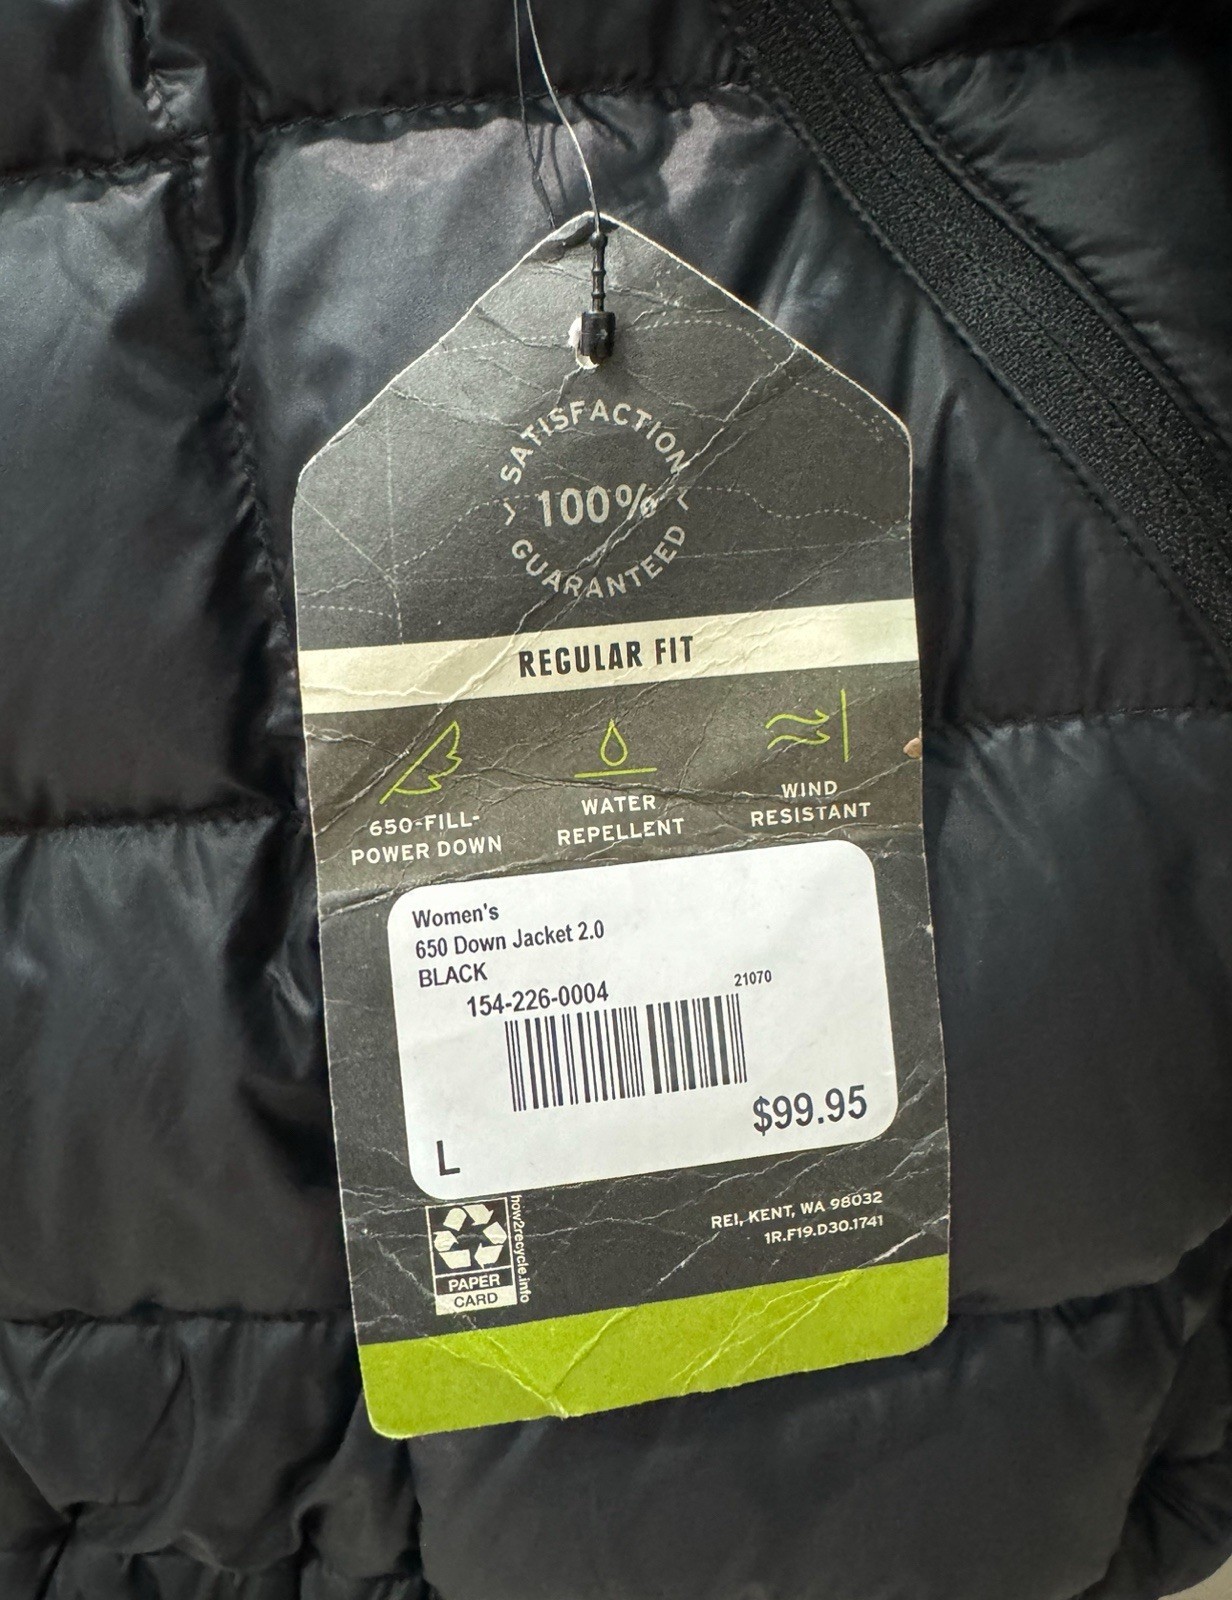 SATISFACTION
100%
GUARANTEED
REGULAR FIT
650-FILL-
POWER DOWN
WATER
REPELLENT
WIND
RESISTANT
Women's
650 Down Jacket 2.0
BLACK
154-226-0004
21070
$99.95
L
how2recycle.info
PAPER
CARD
REI, KENT, WA 98032
1R.F19.D30.1741